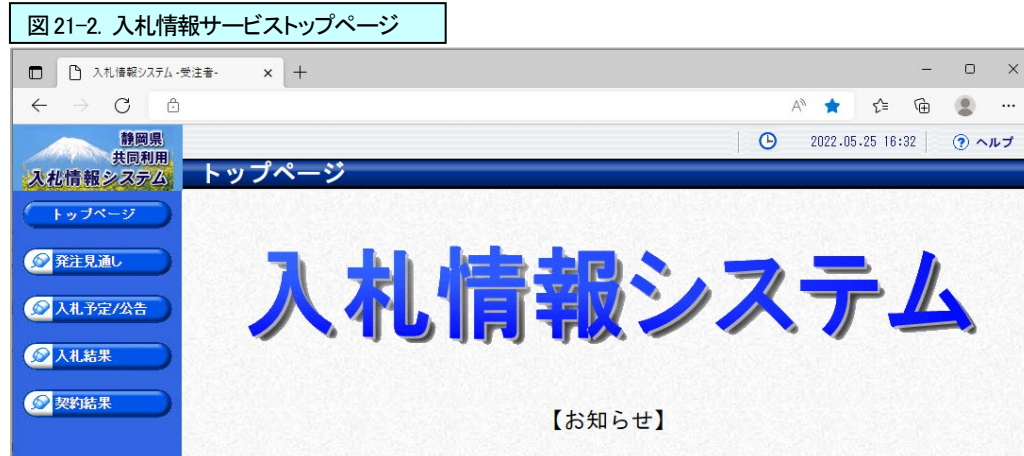 図 21-2. 入札情報サービストップページ
入札情報システム -受注者-
2022.05.25 16:32
ヘルプ
静岡県
共同利用
入札情報システム
トップページ
トップページ
発注見通し
入札予定/公告
入札結果
契約結果
入札情報システム
【お知らせ】